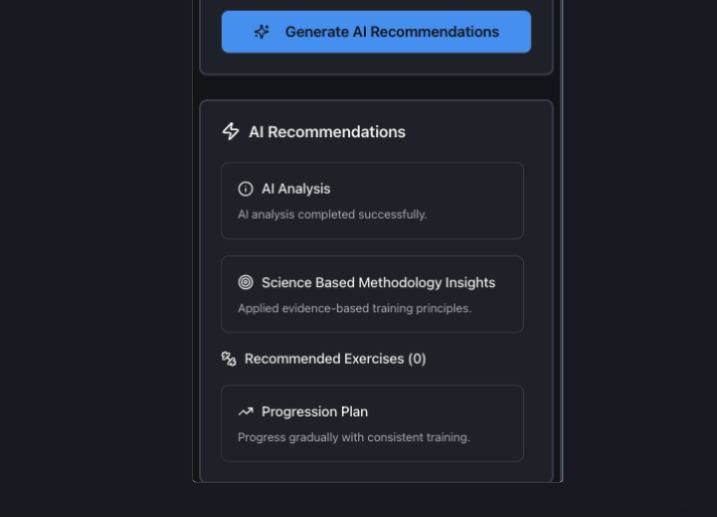 Generate AI Recommendations
AI Recommendations
AI Analysis
AI analysis completed successfully.
Science Based Methodology Insights
Applied evidence-based training principles.
Recommended Exercises (0)
Progression Plan
Progress gradually with consistent training.